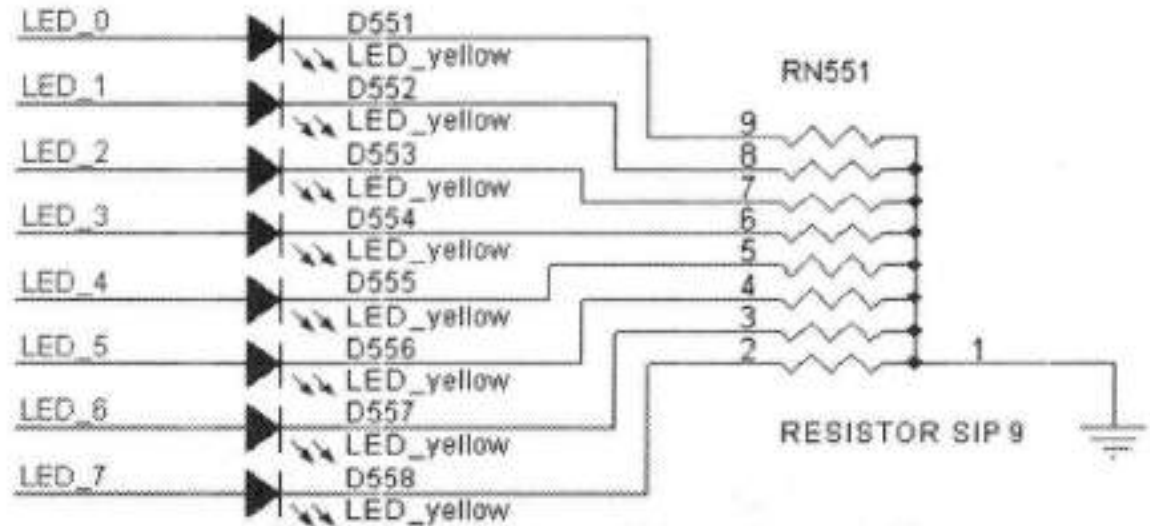 LED_0
D551
LED_yellow
LED_1
D552
LED_yellow
LED_2
D553
LED_yellow
LED_3
D554
LED_yellow
LED_4
D555
LED_yellow
LED_5
D556
LED_yellow
LED_6
D557
LED_yellow
LED_7
D558
LED_yellow
RN551
9
8
7
6
5
4
3
2
1
RESISTOR SIP 9